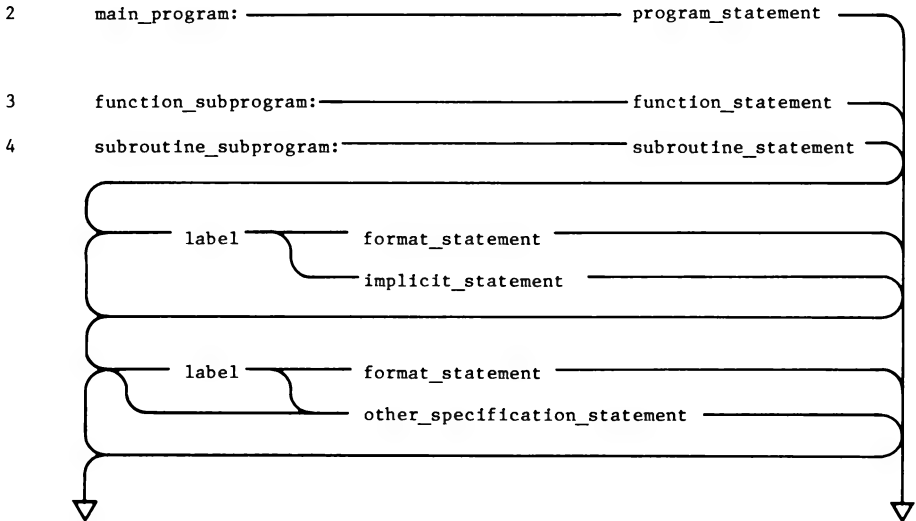 2 main_program: program_statement
3 function_subprogram: function_statement
4 subroutine_subprogram: subroutine_statement
label format_statement
implicit_statement
label format_statement
other_specification_statement